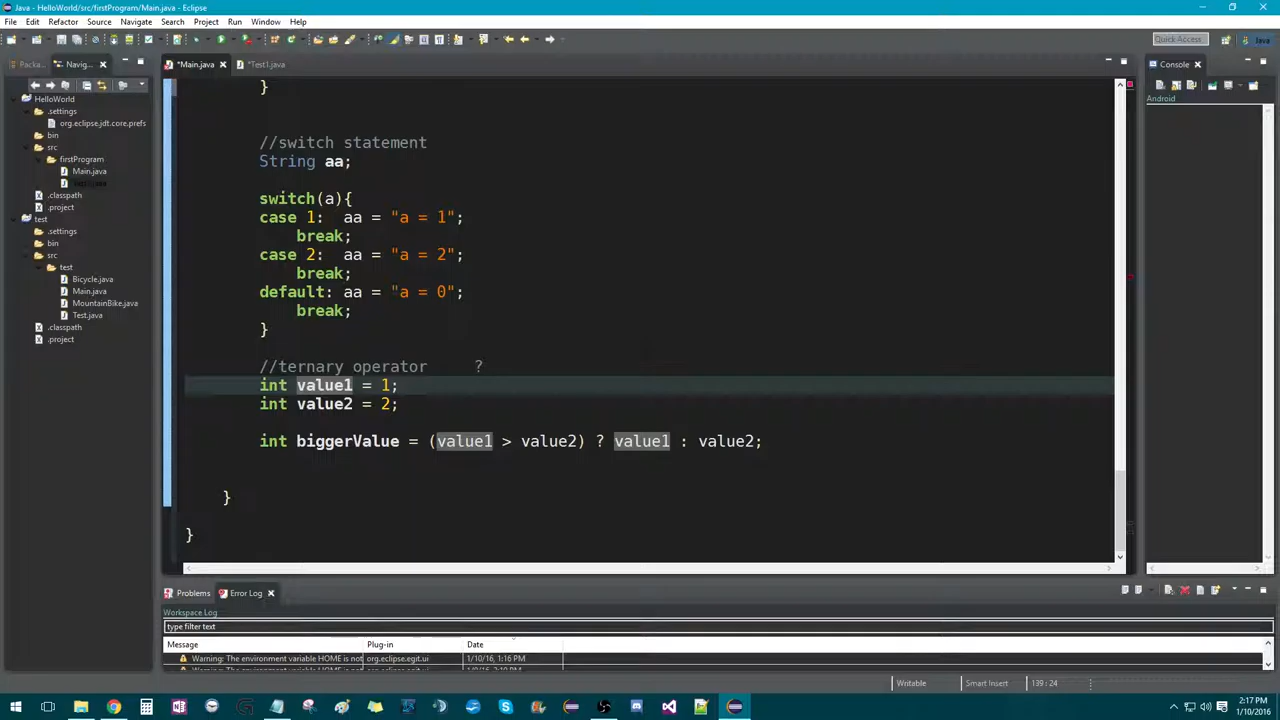 Java - HelloWorld/src/firstProgram/Main.java - Eclipse
File Edit Refactor Source Navigate Search Project Run Window Help
Quick Access
Java
Packa...
Navig...
*Main.java
*Test1.java
Console
Android
HelloWorld
.settings
org.eclipse.jdt.core.prefs
bin
src
firstProgram
Main.java
.classpath
.project
test
.settings
bin
src
test
Bicycle.java
Main.java
MountainBike.java
Test.java
.classpath
.project
}
//switch statement
String aa;
switch(a){
case 1:  aa = "a = 1";
break;
case 2:  aa = "a = 2";
break;
default: aa = "a = 0";
break;
}
//ternary operator     ?
int value1 = 1;
int value2 = 2;
int biggerValue = (value1 > value2) ? value1 : value2;
}
}
Problems
Error Log
Workspace Log
type filter text
Message Plug-in Date
Warning: The environment variable HOME is not org.eclipse.egit.ui 1/10/16, 1:16 PM
Writable Smart Insert 139 : 24
2:17 PM
1/10/2016